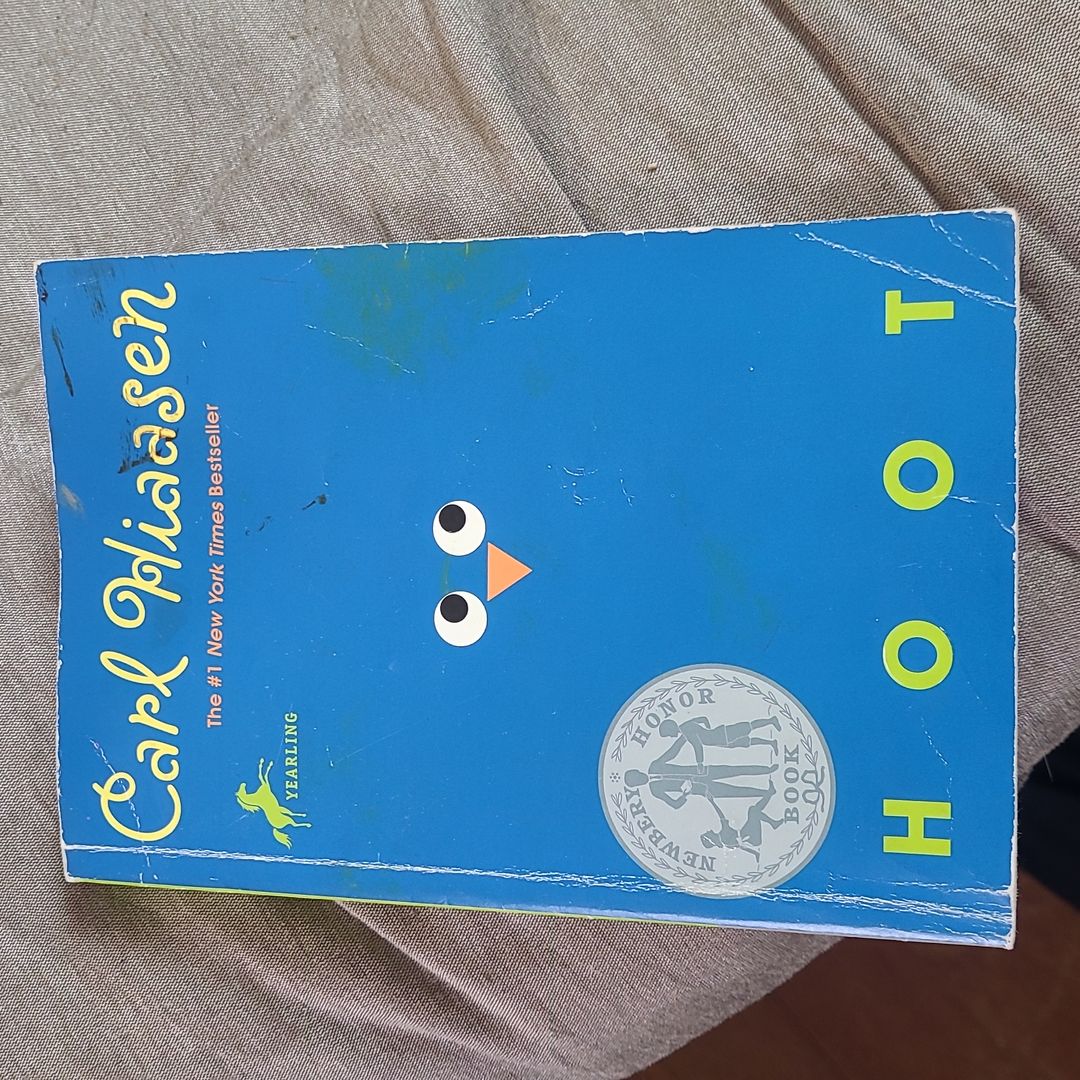 Carl Hiaasen
The #1 New York Times Bestseller
YEARLING
NEWBERY HONOR
BOOK
HOOT